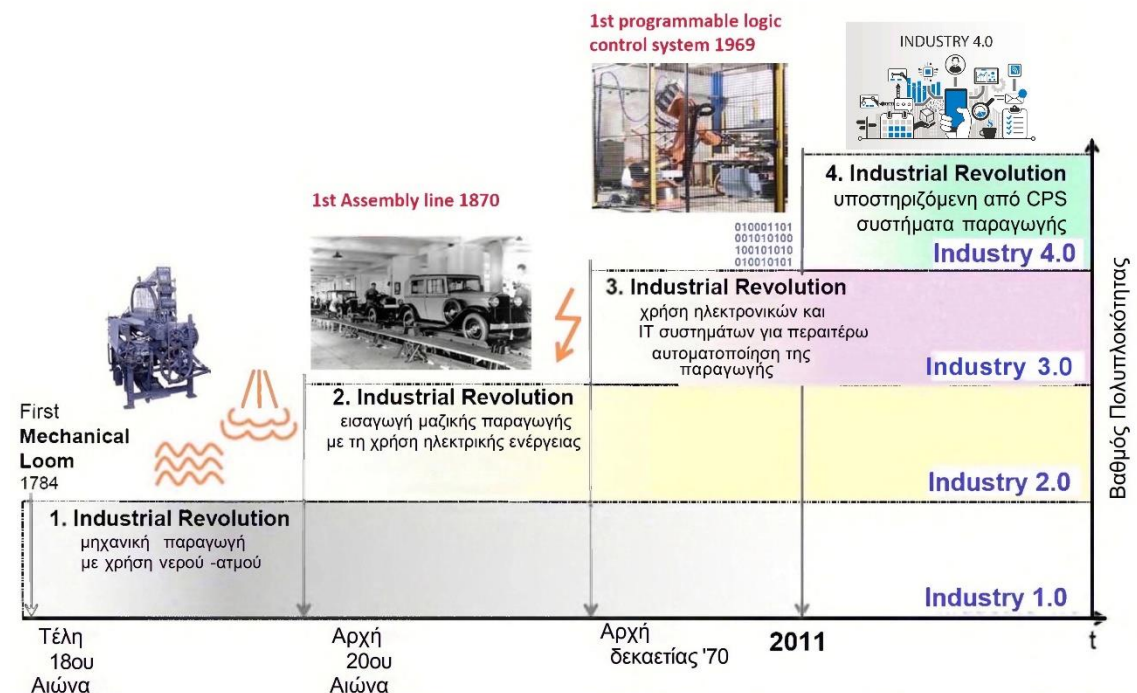 1st programmable logic
control system 1969
INDUSTRY 4.0
1st Assembly line 1870
010001101
001010100
100101010
010010101
4. Industrial Revolution
υποστηριζόμενη από CPS
συστήματα παραγωγής
Industry 4.0
3. Industrial Revolution
χρήση ηλεκτρονικών και
IT συστημάτων για περαιτέρω
αυτοματοποίηση της
παραγωγής
Industry 3.0
2. Industrial Revolution
εισαγωγή μαζικής παραγωγής
με τη χρήση ηλεκτρικής ενέργειας
Industry 2.0
First
Mechanical
Loom
1784
1. Industrial Revolution
μηχανική παραγωγή
με χρήση νερού -ατμού
Industry 1.0
Βαθμός Πολυπλοκότητας
Τέλη
18ου
Αιώνα
Αρχή
20ου
Αιώνα
Αρχή
δεκαετίας '70
2011
t